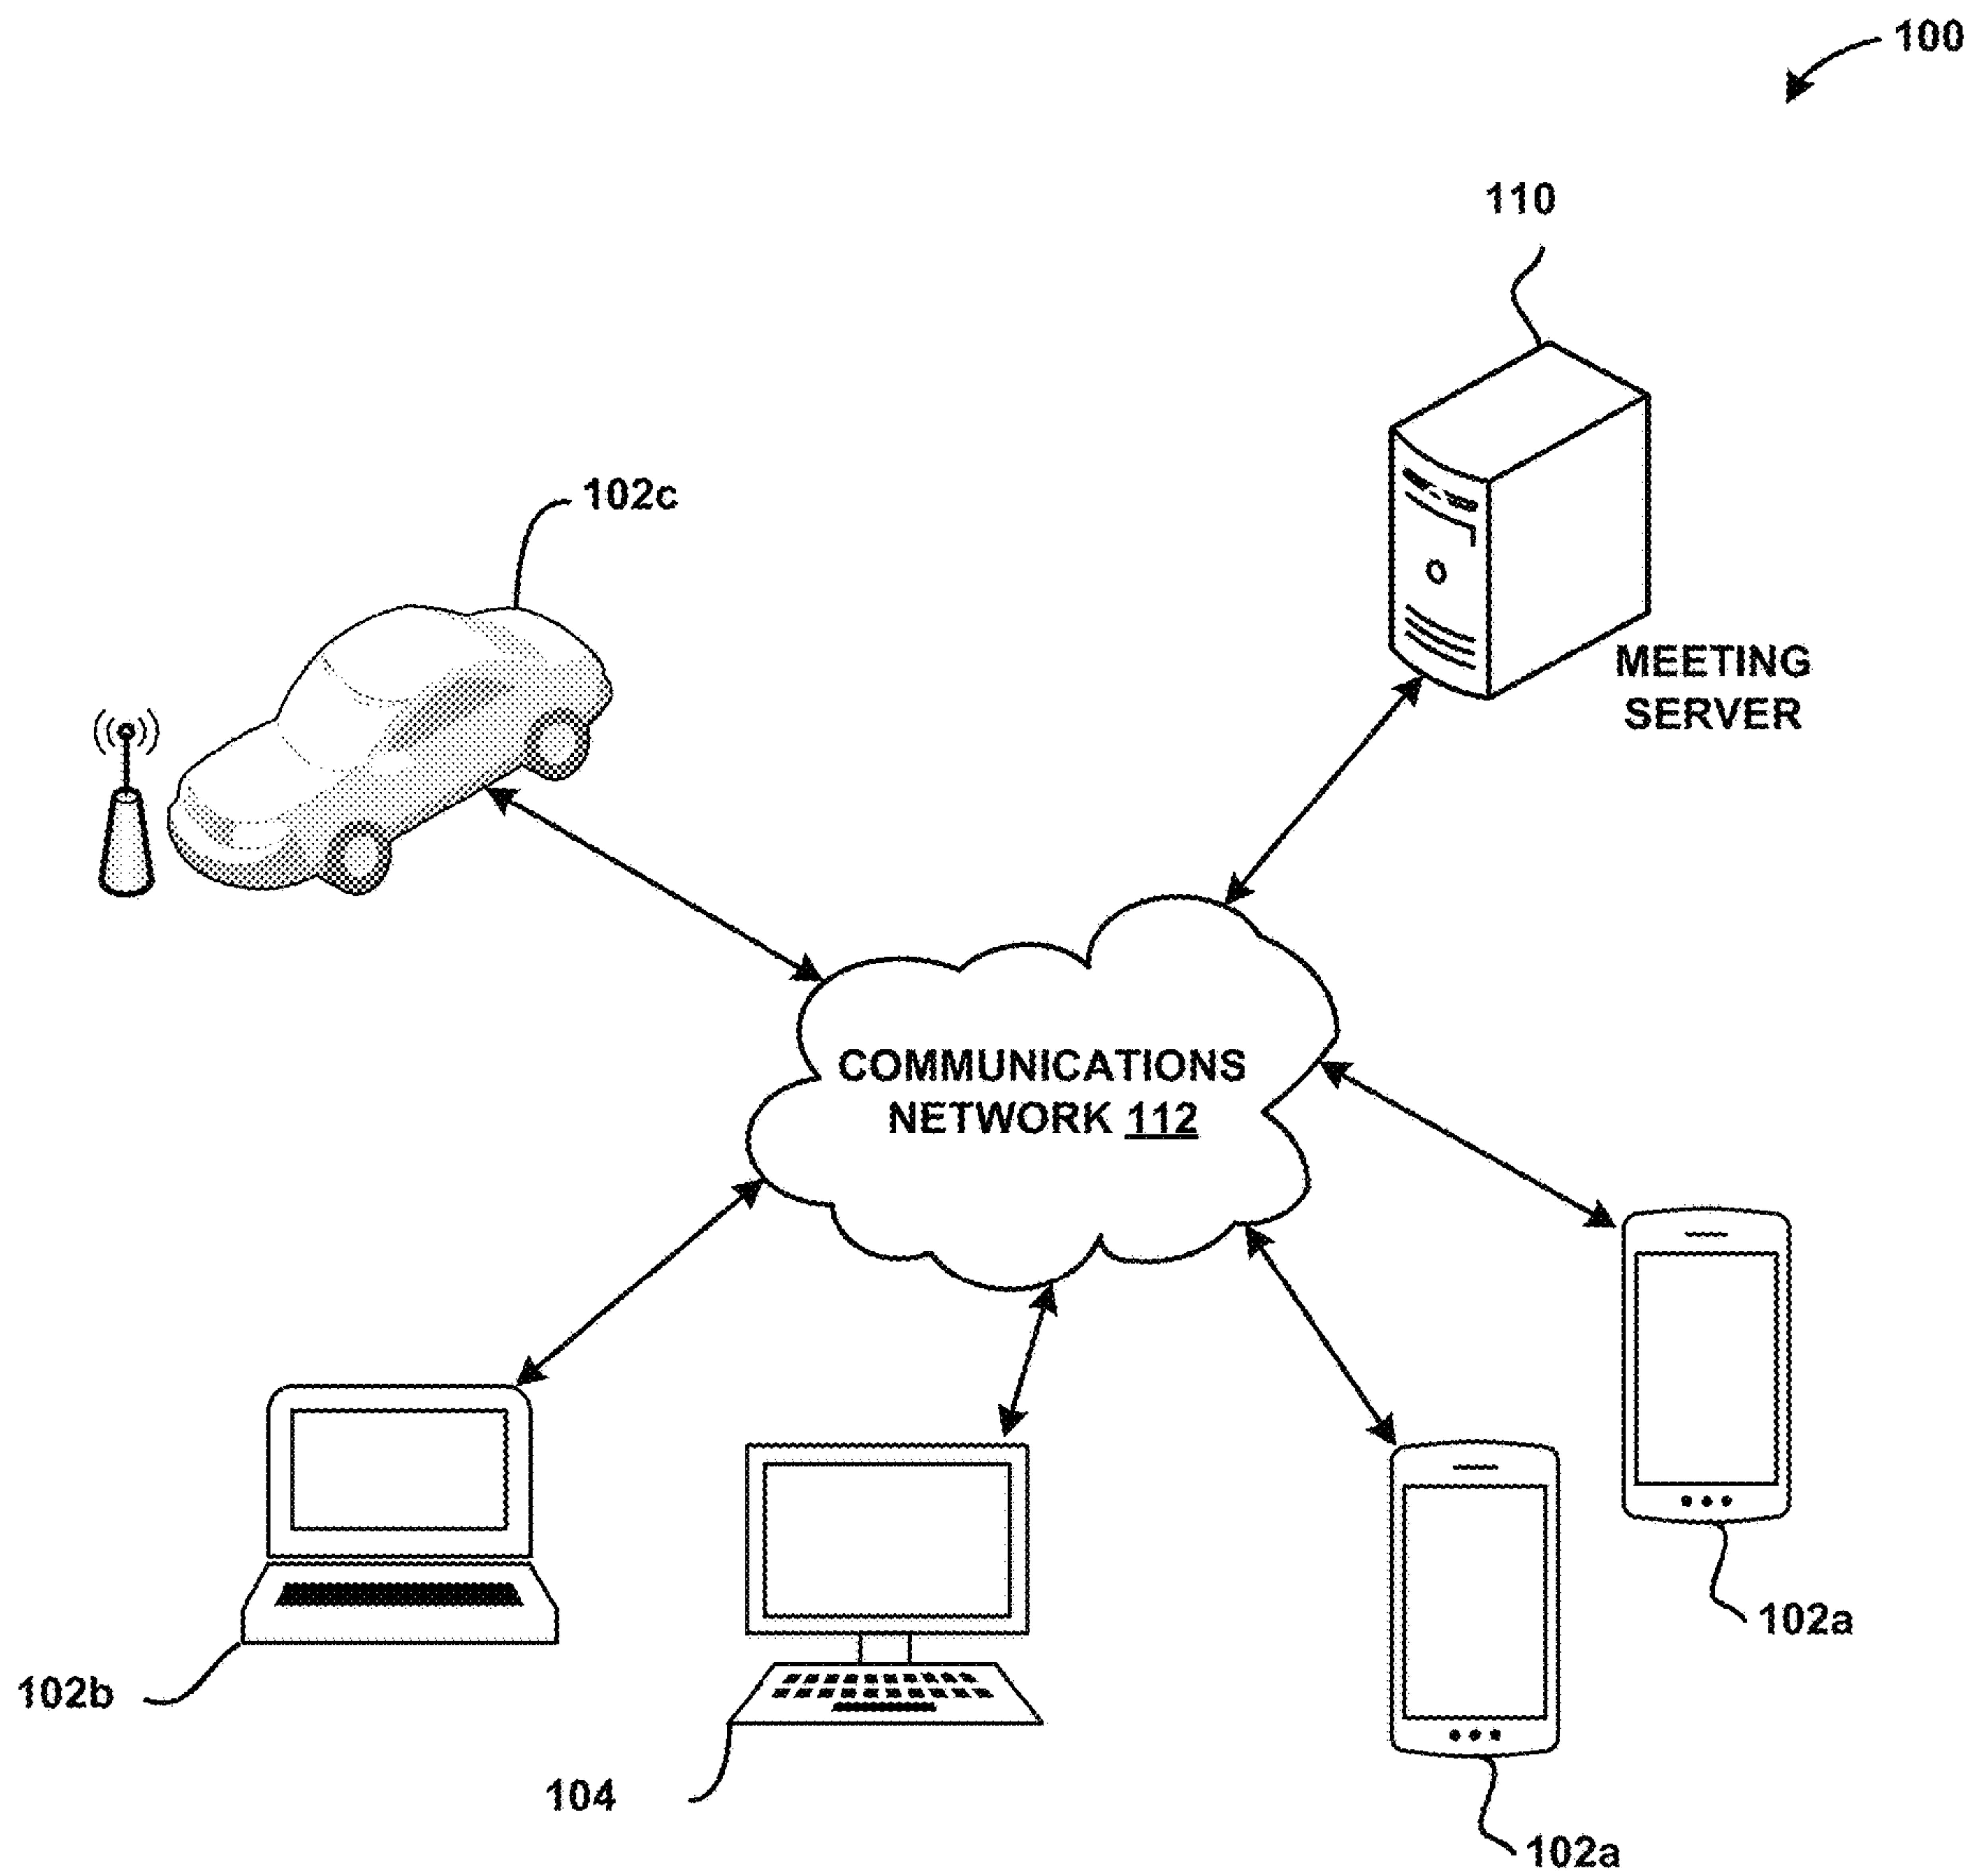 100
110
102c
MEETING
SERVER
COMMUNICATIONS
NETWORK 112
102a
102b
104
102a